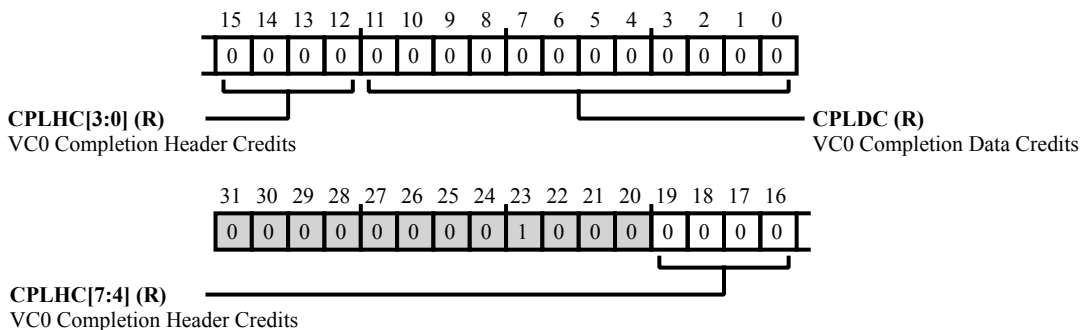 15 14 13 12 11 10 9 8 7 6 5 4 3 2 1 0
0 0 0 0 0 0 0 0 0 0 0 0 0 0 0 0
CPLHC[3:0] (R)
VC0 Completion Header Credits
CPLDC (R)
VC0 Completion Data Credits
31 30 29 28 27 26 25 24 23 22 21 20 19 18 17 16
0 0 0 0 0 0 0 0 1 0 0 0 0 0 0 0
CPLHC[7:4] (R)
VC0 Completion Header Credits